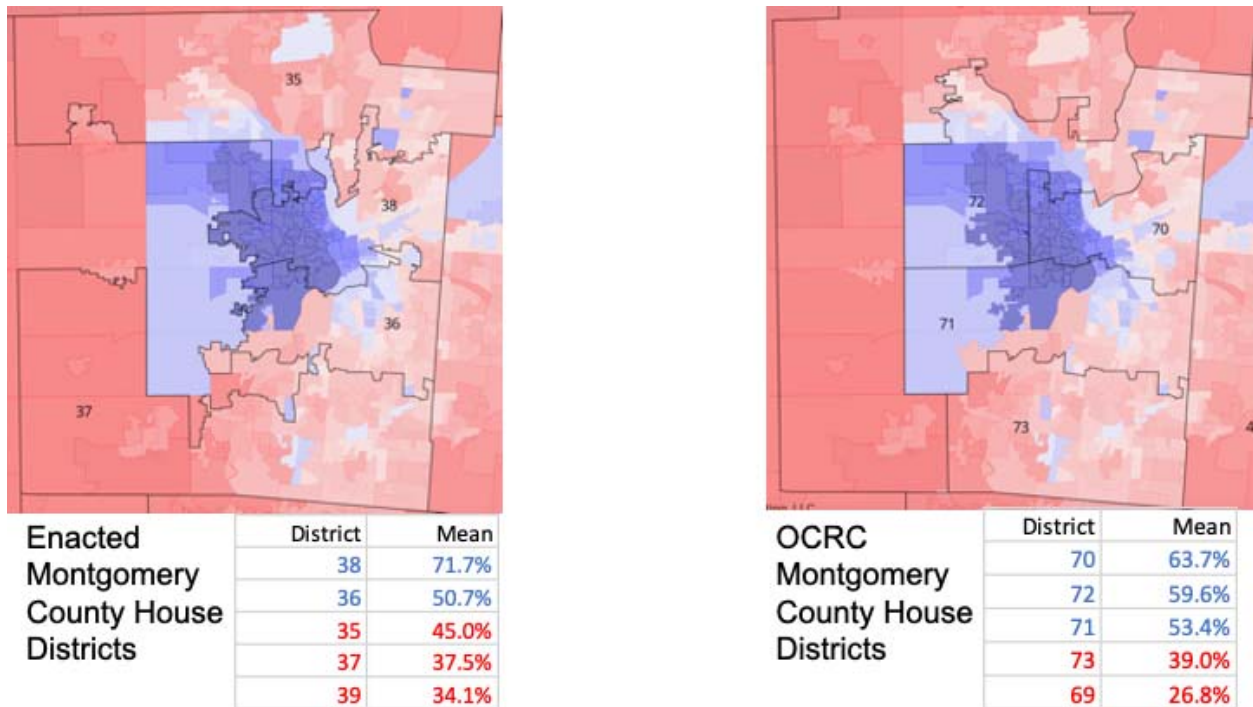 35
38
36
37
72
70
71
73
4
Enacted
Montgomery
County House
Districts
District Mean
38 71.7%
36 50.7%
35 45.0%
37 37.5%
39 34.1%
OCRC
Montgomery
County House
Districts
District Mean
70 63.7%
72 59.6%
71 53.4%
73 39.0%
69 26.8%